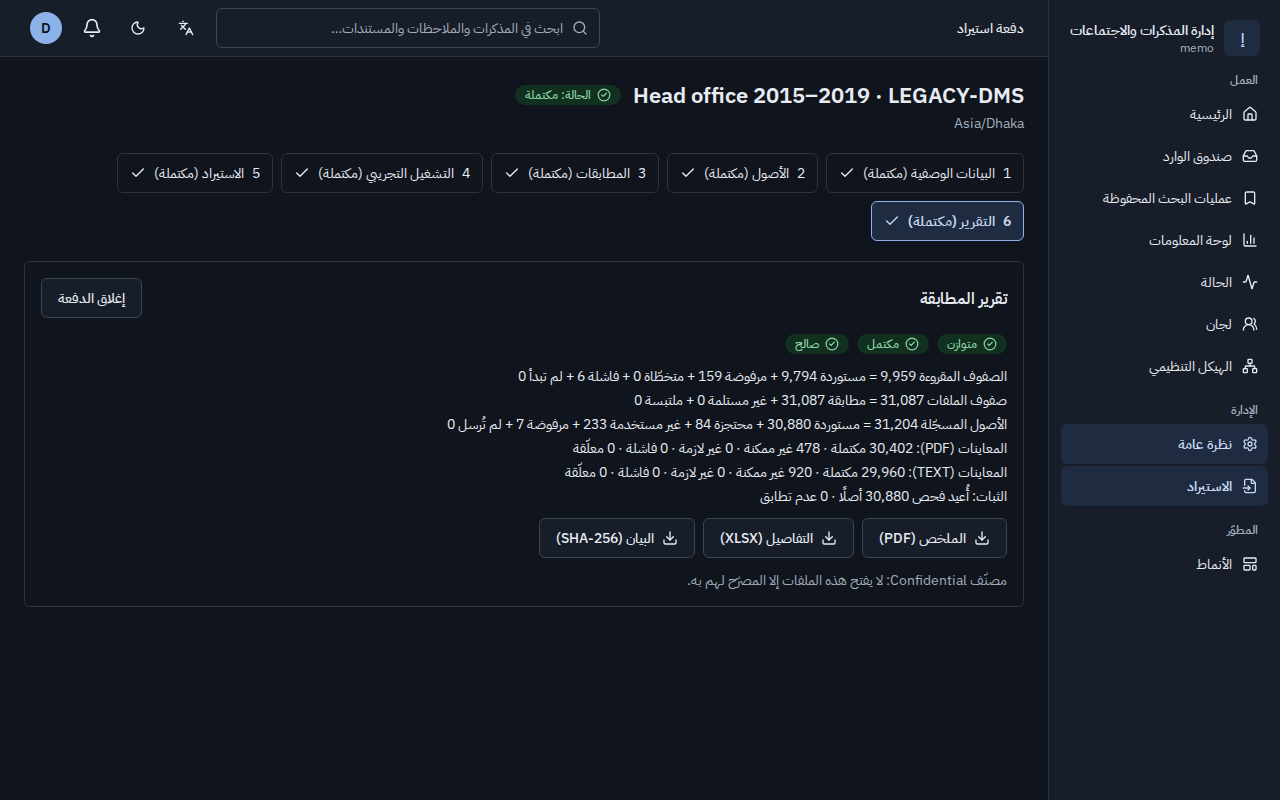 إ
إدارة المذكرات والاجتماعات
memo
العمل
الرئيسية
صندوق الوارد
عمليات البحث المحفوظة
لوحة المعلومات
الحالة
لجان
الهيكل التنظيمي
الإدارة
نظرة عامة
الاستيراد
المطوّر
الأنماط
دفعة استيراد
ابحث في المذكرات والملاحظات والمستندات...
D
Head office 2015–2019 · LEGACY-DMS
الحالة: مكتملة
Asia/Dhaka
1 البيانات الوصفية (مكتملة)
2 الأصول (مكتملة)
3 المطابقات (مكتملة)
4 التشغيل التجريبي (مكتملة)
5 الاستيراد (مكتملة)
6 التقرير (مكتملة)
تقرير المطابقة
إغلاق الدفعة
متوازن
مكتمل
صالح
الصفوف المقروءة 9,959 = مستوردة 9,794 + مرفوضة 159 + متخطّاة 0 + فاشلة 6 + لم تبدأ 0
صفوف الملفات 31,087 = مطابقة 31,087 + غير مستلمة 0 + ملتبسة 0
الأصول المسجّلة 31,204 = مستوردة 30,880 + محتجزة 84 + غير مستخدمة 233 + مرفوضة 7 + لم تُرسل 0
المعاينات (PDF): 30,402 مكتملة · 478 غير ممكنة · 0 غير لازمة · 0 فاشلة · 0 معلّقة
المعاينات (TEXT): 29,960 مكتملة · 920 غير ممكنة · 0 غير لازمة · 0 فاشلة · 0 معلّقة
الثبات: أُعيد فحص 30,880 أصلًا · 0 عدم تطابق
الملخص (PDF)
التفاصيل (XLSX)
البيان (SHA-256)
مصنّف Confidential: لا يفتح هذه الملفات إلا المصرّح لهم به.